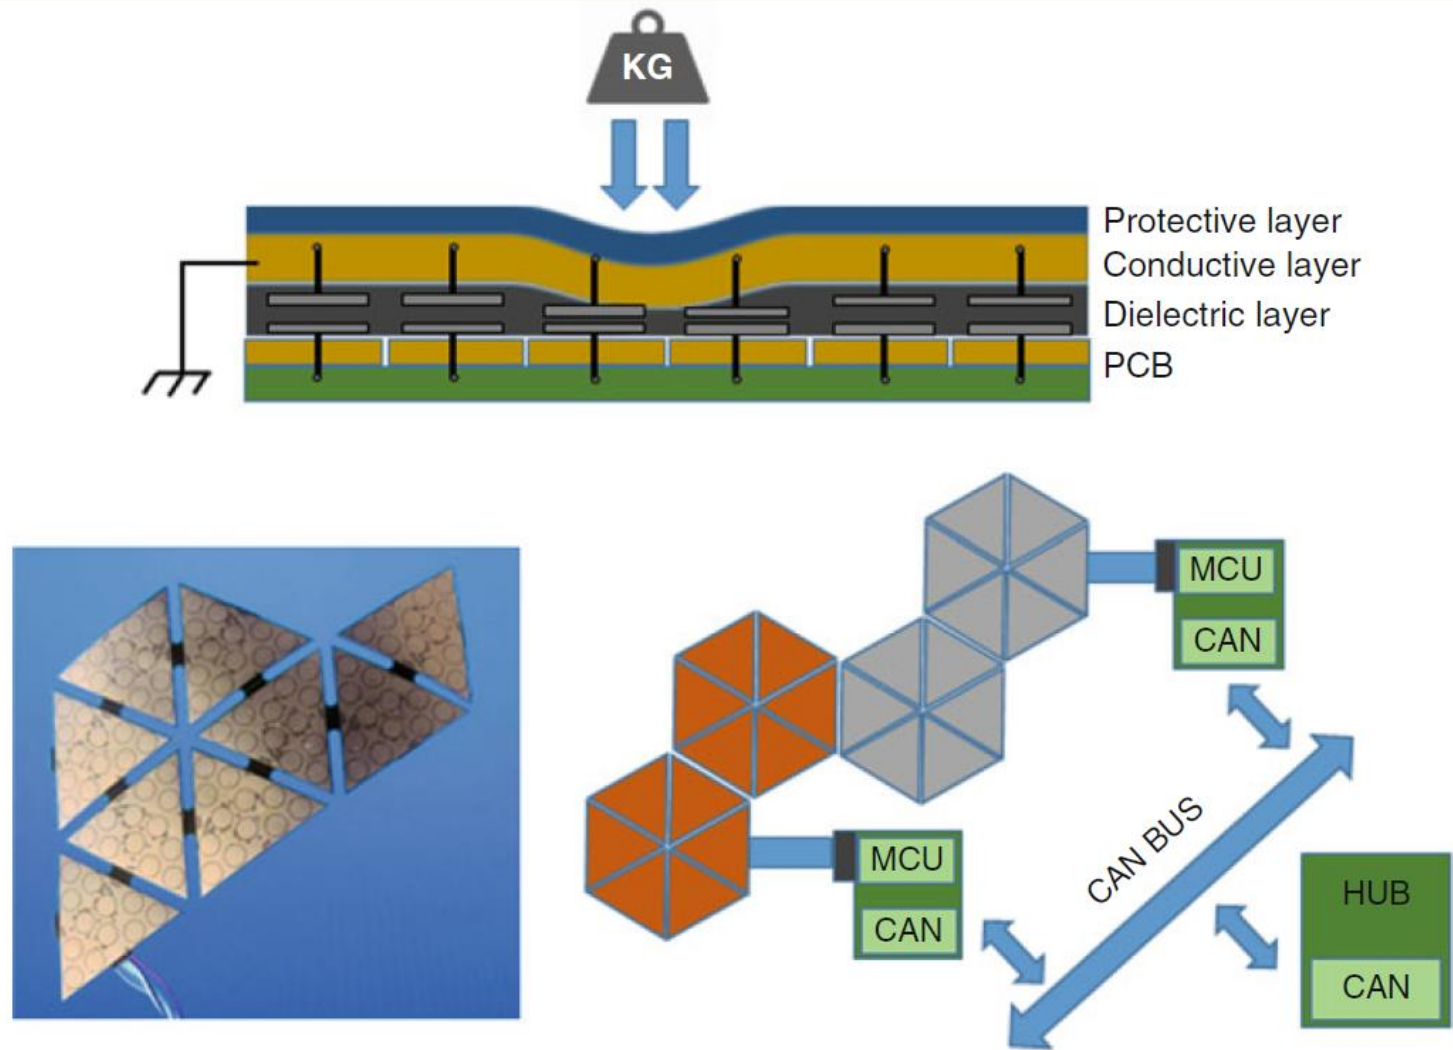 KG
Protective layer
Conductive layer
Dielectric layer
PCB
MCU
CAN
MCU
CAN
CAN BUS
HUB
CAN